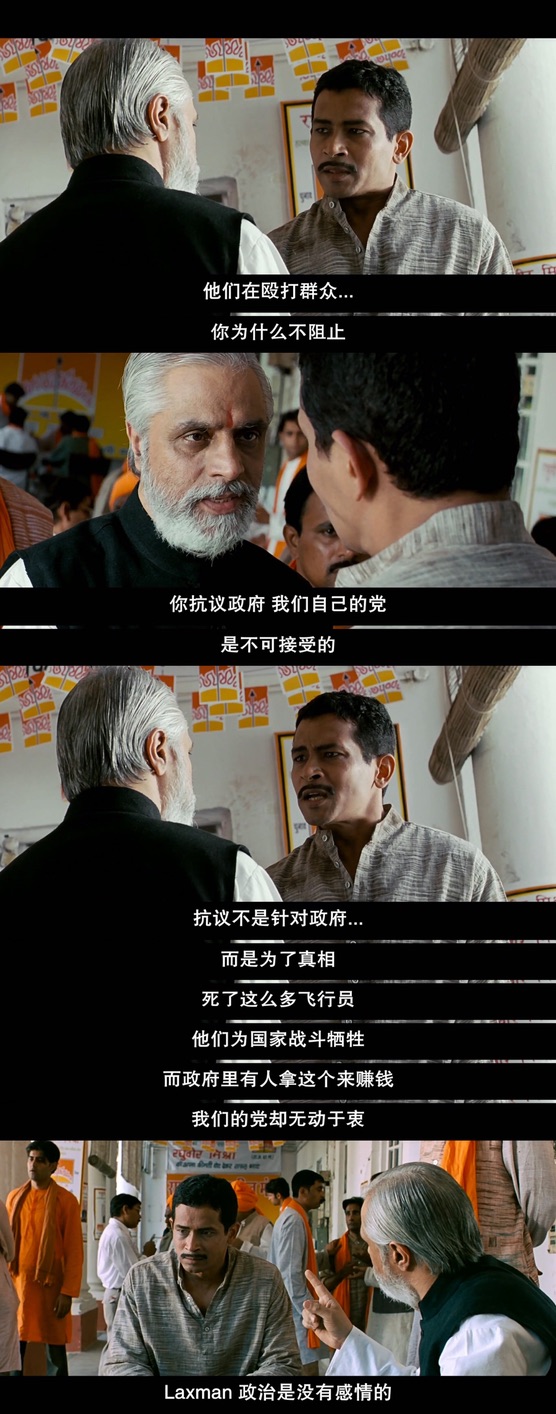 他们在殴打群众...
你为什么不阻止
你抗议政府 我们自己的党
是不可接受的
抗议不是针对政府...
而是为了真相
死了这么多飞行员
他们为国家战斗牺牲
而政府里有人拿这个来赚钱
我们的党却无动于衷
Laxman 政治是没有感情的